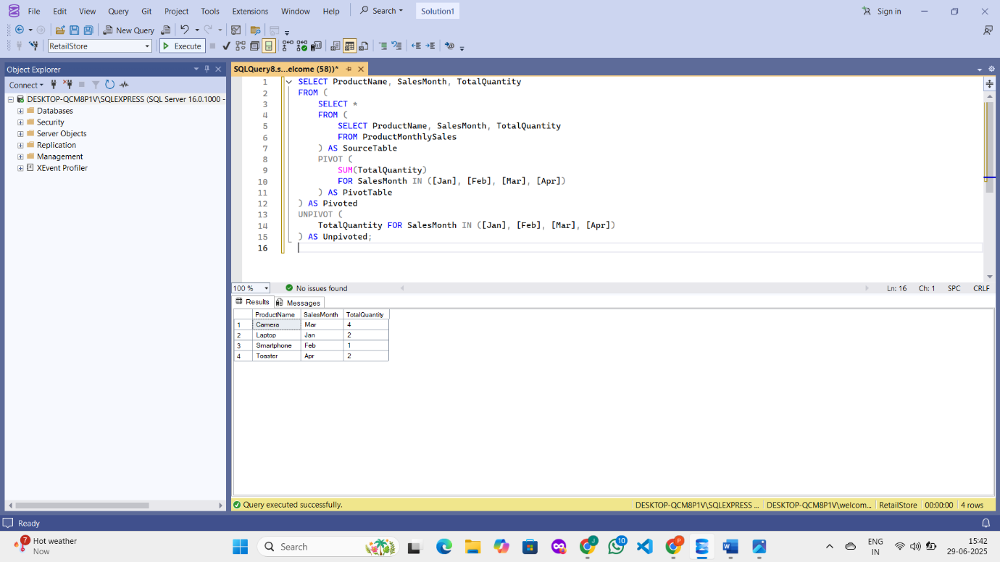 File Edit View Query Git Project Tools Extensions Window Help Search Solution1 Sign in
New Query
RetailStore Execute
Object Explorer
Connect
DESKTOP-QCM8P1V\SQLEXPRESS (SQL Server 16.0.1000 -
Databases
Security
Server Objects
Replication
Management
XEvent Profiler
SQLQuery8.s...elcome (58))*
1 SELECT ProductName, SalesMonth, TotalQuantity
2 FROM (
3 SELECT *
4 FROM (
5 SELECT ProductName, SalesMonth, TotalQuantity
6 FROM ProductMonthlySales
7 ) AS SourceTable
8 PIVOT (
9 SUM(TotalQuantity)
10 FOR SalesMonth IN ([Jan], [Feb], [Mar], [Apr])
11 ) AS PivotTable
12 ) AS Pivoted
13 UNPIVOT (
14 TotalQuantity FOR SalesMonth IN ([Jan], [Feb], [Mar], [Apr])
15 ) AS Unpivoted;
16
100 % No issues found Ln: 16 Ch: 1 SPC CRLF
Results Messages
ProductName SalesMonth TotalQuantity
1 Camera Mar 4
2 Laptop Jan 2
3 Smartphone Feb 1
4 Toaster Apr 2
Query executed successfully. DESKTOP-QCM8P1V\SQLEXPRESS ... DESKTOP-QCM8P1V\welcom... RetailStore 00:00:00 4 rows
Ready
7 Hot weather
Now
Search
J 10 P
ENG
IN
15:42
29-06-2025